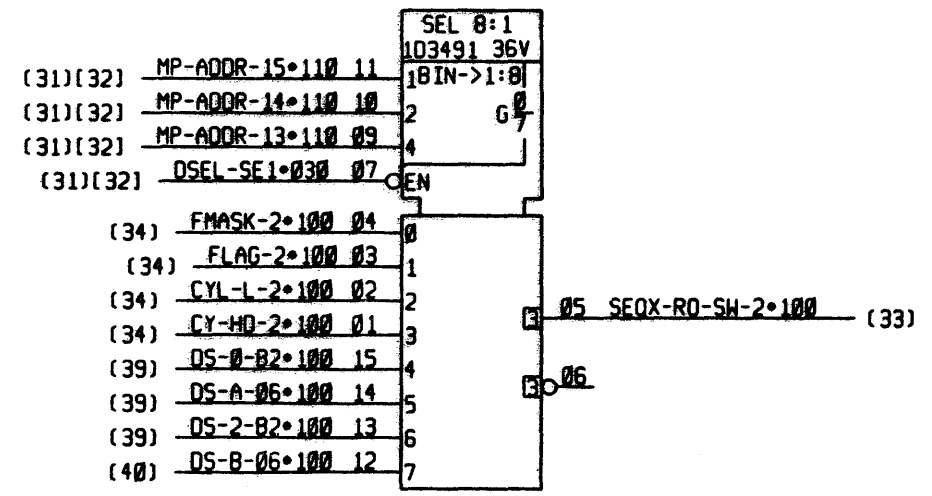 SEL 8:1
1D3491 36V
(31)[32] MP-ADDR-15•110 11 1 BIN->1:8
(31)[32] MP-ADDR-14•110 10 2 G 0/7
(31)[32] MP-ADDR-13•110 09 4
(31)[32] DSEL-SE1•030 07 EN
(34) FMASK-2•100 04 0
(34) FLAG-2•100 03 1
(34) CYL-L-2•100 02 2
(34) CY-HD-2•100 01 3
(39) DS-0-B2•100 15 4
(39) DS-A-06•100 14 5
(39) DS-2-B2•100 13 6
(40) DS-B-06•100 12 7
3 05 SEQX-RD-SW-2•100 (33)
3 06